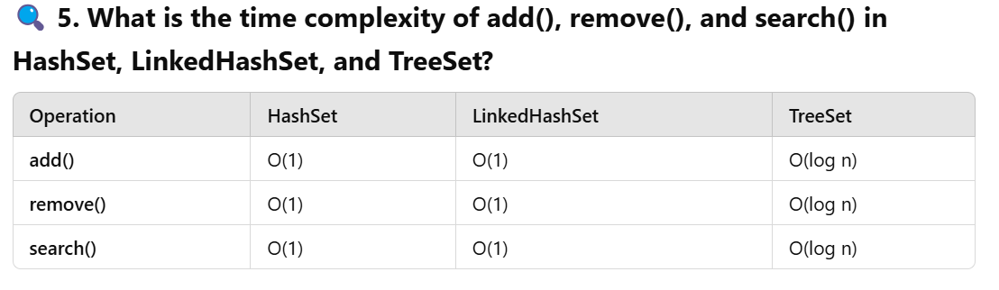 🔍 5. What is the time complexity of add(), remove(), and search() in
HashSet, LinkedHashSet, and TreeSet?
Operation HashSet LinkedHashSet TreeSet
add() O(1) O(1) O(log n)
remove() O(1) O(1) O(log n)
search() O(1) O(1) O(log n)